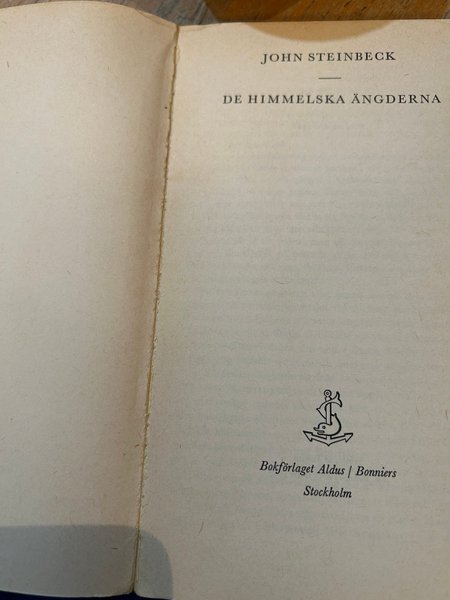 JOHN STEINBECK
DE HIMMELSKA ÄNGDERNA
Bokförlaget Aldus | Bonniers
Stockholm